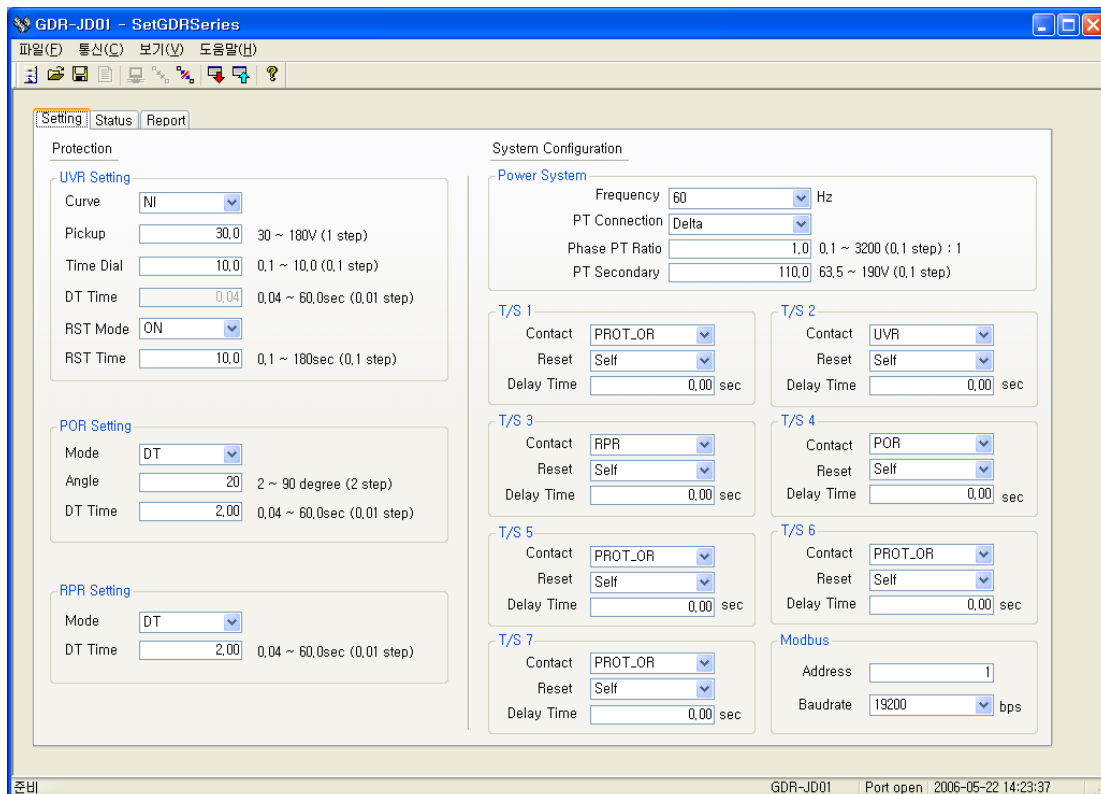 GDR-JD01 - SetGDRSeries
파일(F) 통신(C) 보기(V) 도움말(H)
Setting Status Report
Protection
UVR Setting
Curve NI
Pickup 30,0 30 ~ 180V (1 step)
Time Dial 10,0 0,1 ~ 10,0 (0,1 step)
DT Time 0,04 0,04 ~ 60,0sec (0,01 step)
RST Mode ON
RST Time 10,0 0,1 ~ 180sec (0,1 step)
POR Setting
Mode DT
Angle 20 2 ~ 90 degree (2 step)
DT Time 2,00 0,04 ~ 60,0sec (0,01 step)
RPR Setting
Mode DT
DT Time 2,00 0,04 ~ 60,0sec (0,01 step)
System Configuration
Power System
Frequency 60 Hz
PT Connection Delta
Phase PT Ratio 1,0 0,1 ~ 3200 (0,1 step) : 1
PT Secondary 110,0 63,5 ~ 190V (0,1 step)
T/S 1
Contact PROT_OR
Reset Self
Delay Time 0,00 sec
T/S 2
Contact UVR
Reset Self
Delay Time 0,00 sec
T/S 3
Contact RPR
Reset Self
Delay Time 0,00 sec
T/S 4
Contact POR
Reset Self
Delay Time 0,00 sec
T/S 5
Contact PROT_OR
Reset Self
Delay Time 0,00 sec
T/S 6
Contact PROT_OR
Reset Self
Delay Time 0,00 sec
T/S 7
Contact PROT_OR
Reset Self
Delay Time 0,00 sec
Modbus
Address 1
Baudrate 19200 bps
준비 GDR-JD01 Port open 2006-05-22 14:23:37